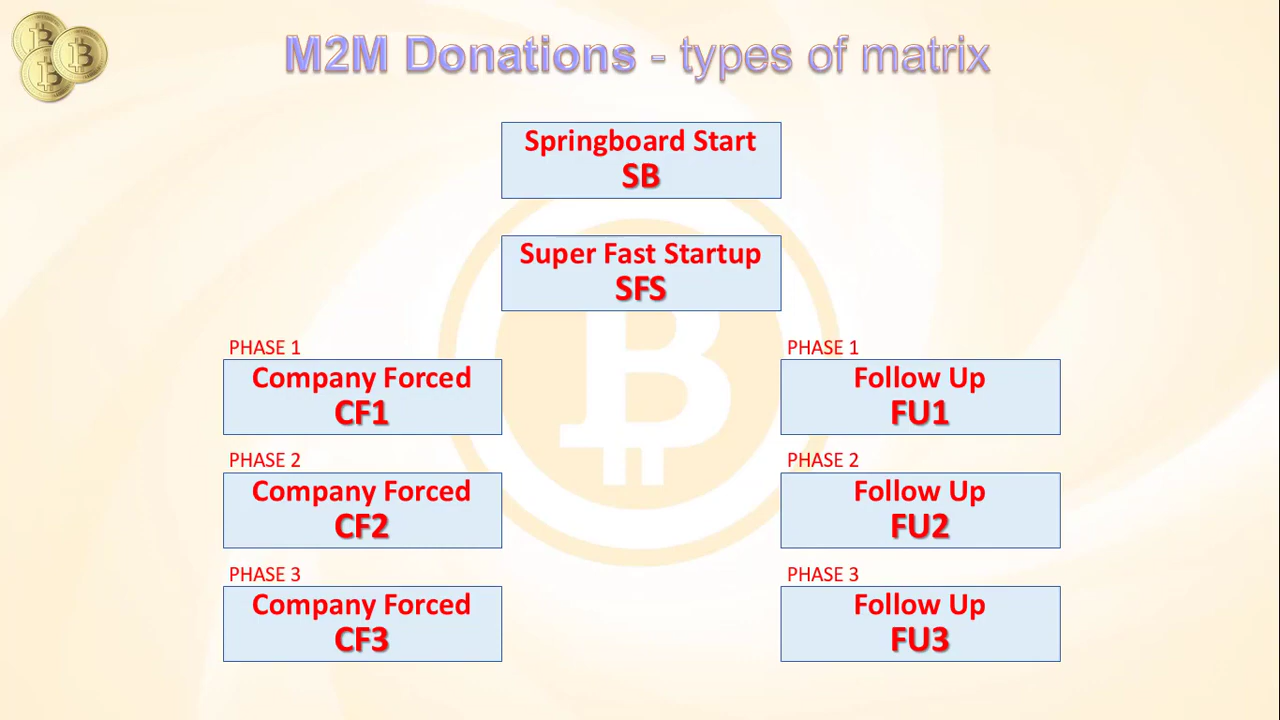 M2M Donations - types of matrix
Springboard Start
SB
Super Fast Startup
SFS
PHASE 1
Company Forced
CF1
PHASE 2
Company Forced
CF2
PHASE 3
Company Forced
CF3
PHASE 1
Follow Up
FU1
PHASE 2
Follow Up
FU2
PHASE 3
Follow Up
FU3